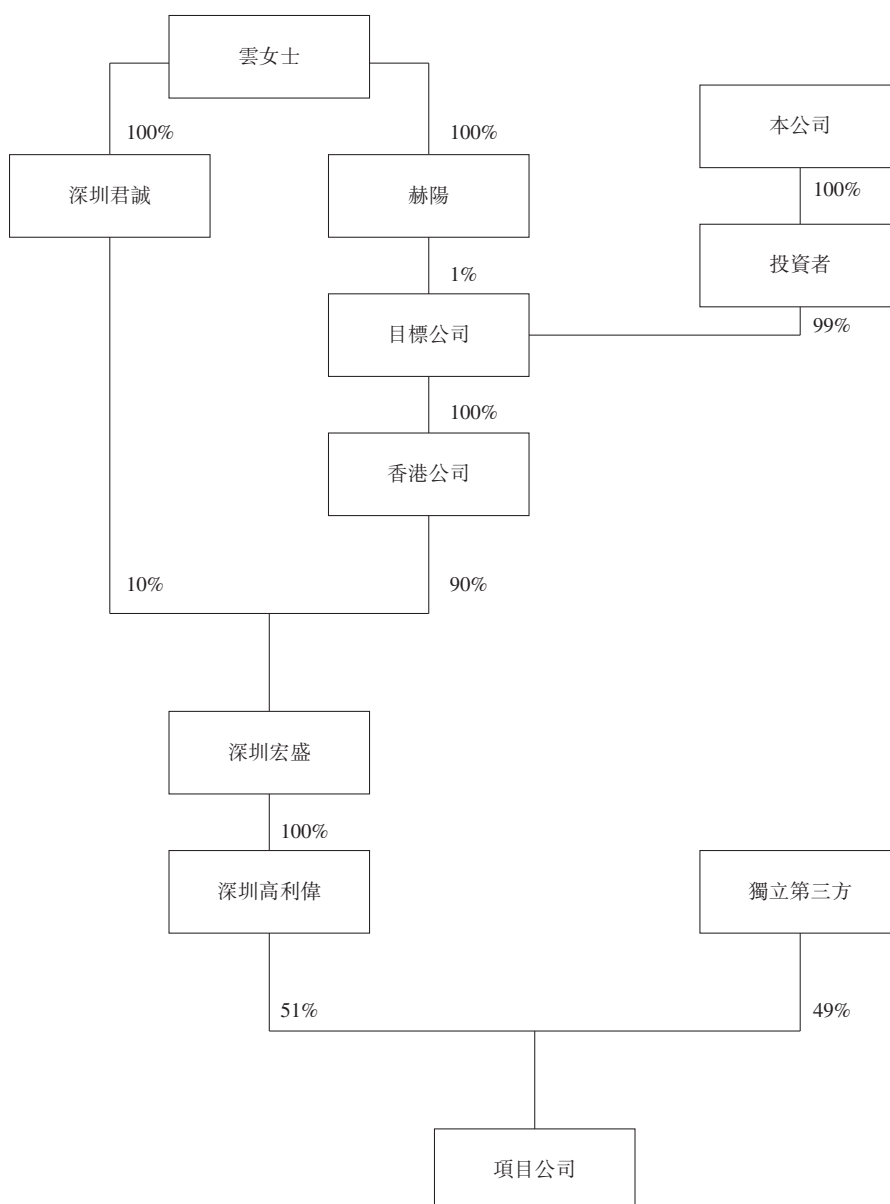 雲女士
100%
100%
本公司
深圳君誠
赫陽
100%
1%
投資者
目標公司
99%
100%
香港公司
10%
90%
深圳宏盛
100%
深圳高利偉
獨立第三方
51%
49%
項目公司